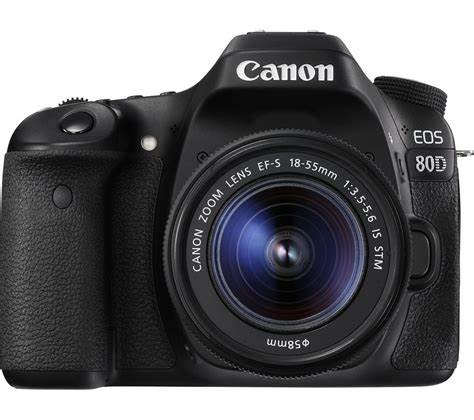 Canon
EOS
80D
CANON ZOOM LENS EF-S 18-55mm 1:3.5-5.6 IS STM
φ58mm